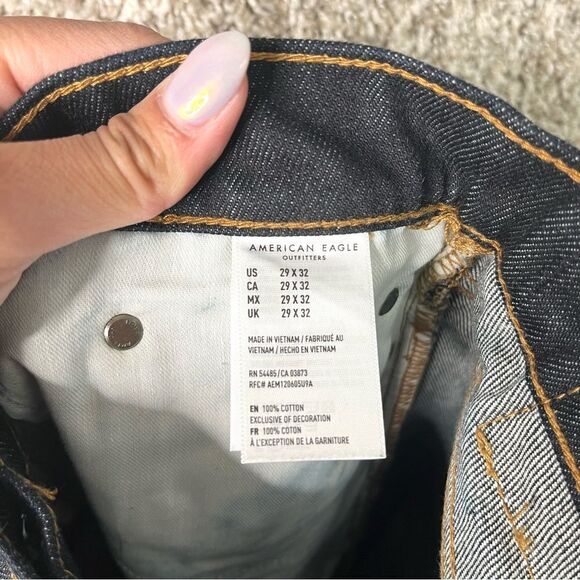 AMERICAN EAGLE
OUTFITTERS
US 29 X 32
CA 29 X 32
MX 29 X 32
UK 29 X 32
MADE IN VIETNAM / FABRIQUÉ AU
VIETNAM / HECHO EN VIETNAM
RN 54485 / CA 03873
RFC# AEM120605U9A
EN 100% COTTON
EXCLUSIVE OF DECORATION
FR 100% COTON
À L'EXCEPTION DE LA GARNITURE